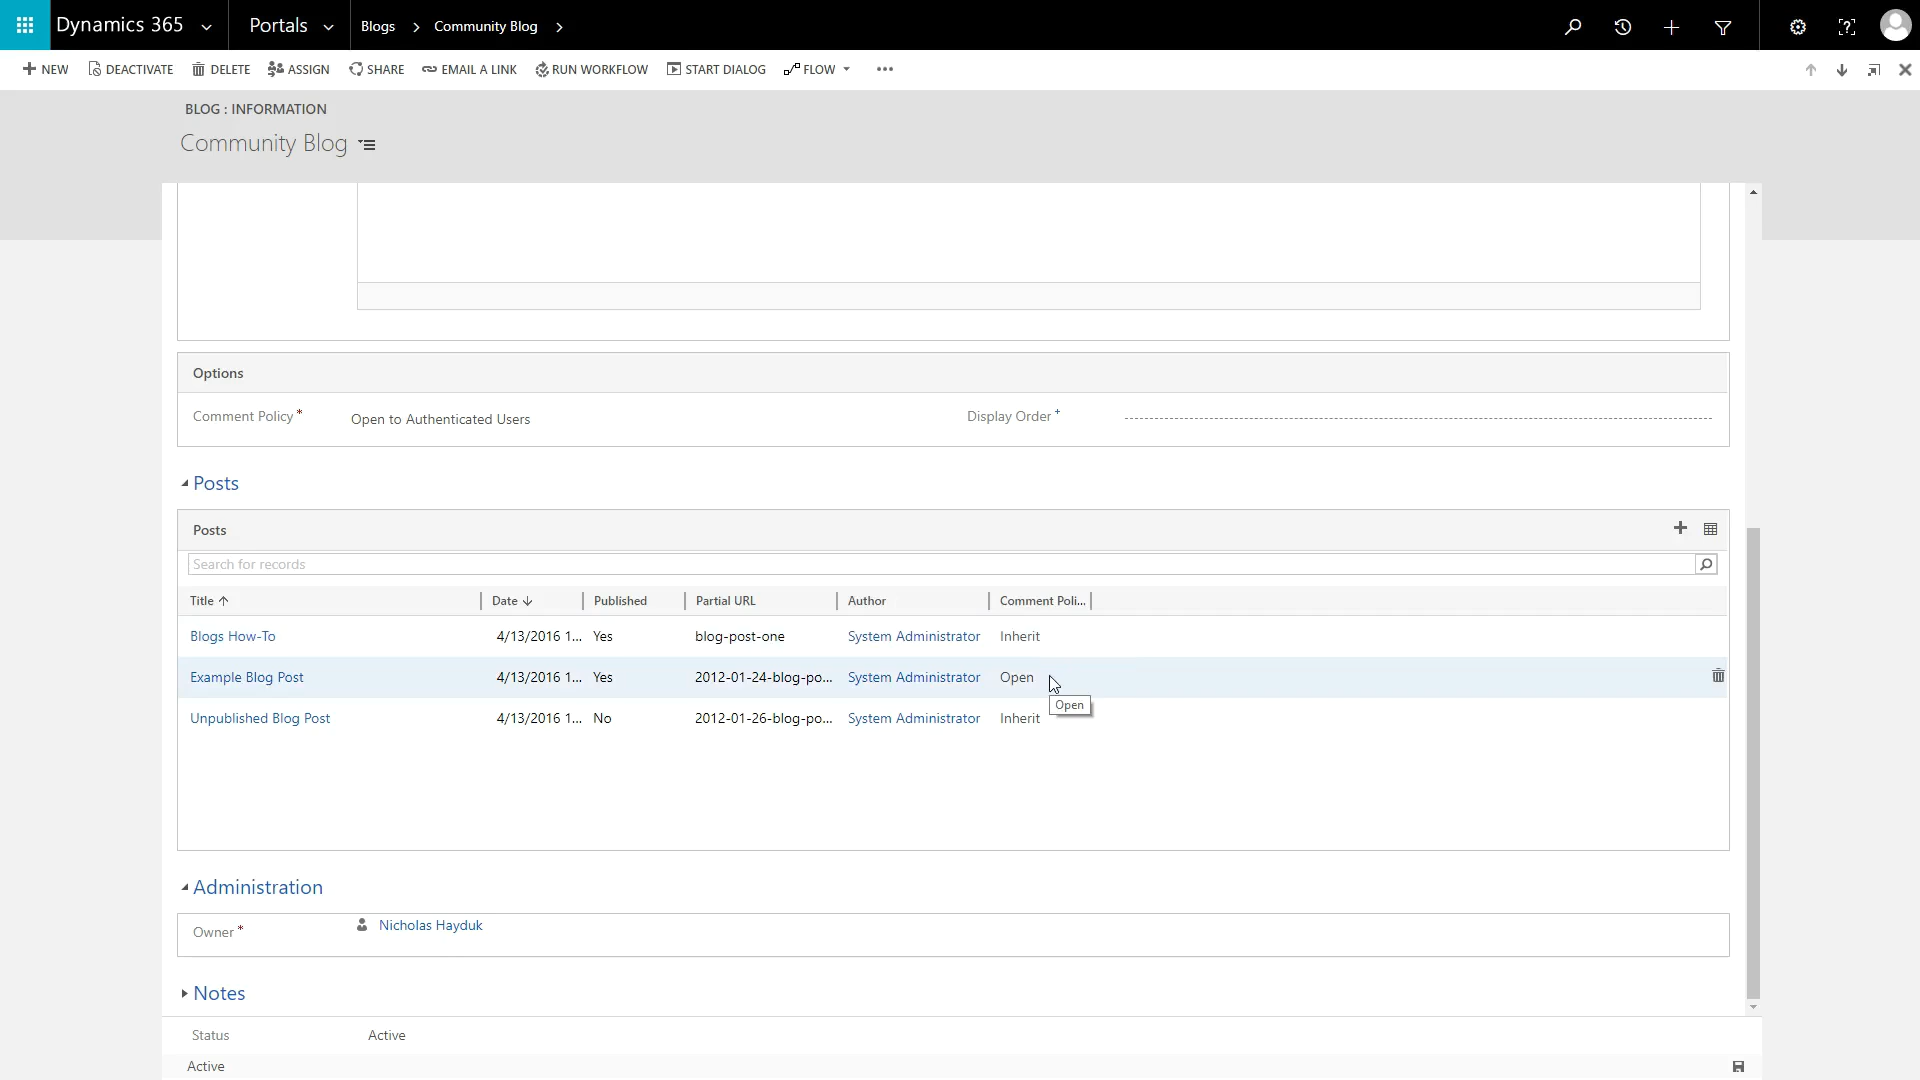 Dynamics 365 Portals Blogs Community Blog
NEW DEACTIVATE DELETE ASSIGN SHARE EMAIL A LINK RUN WORKFLOW START DIALOG FLOW ...
BLOG : INFORMATION
Community Blog
Options
Comment Policy * Open to Authenticated Users Display Order +
Posts
Posts
Search for records
Title Date Published Partial URL Author Comment Poli...
Blogs How-To 4/13/2016 1... Yes blog-post-one System Administrator Inherit
Example Blog Post 4/13/2016 1... Yes 2012-01-24-blog-po... System Administrator Open
Open
Unpublished Blog Post 4/13/2016 1... No 2012-01-26-blog-po... System Administrator Inherit
Administration
Owner * Nicholas Hayduk
Notes
Status Active
Active